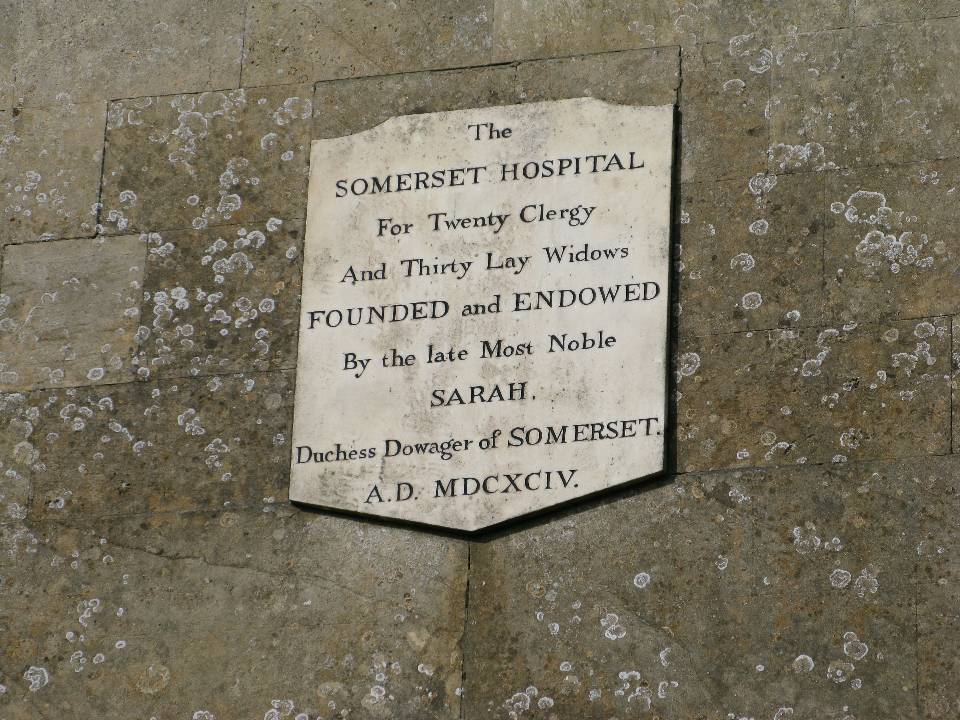 The
SOMERSET HOSPITAL
For Twenty Clergy
And Thirty Lay Widows
FOUNDED and ENDOWED
By the late Most Noble
SARAH.
Duchess Dowager of SOMERSET.
A.D. MDCXCIV.